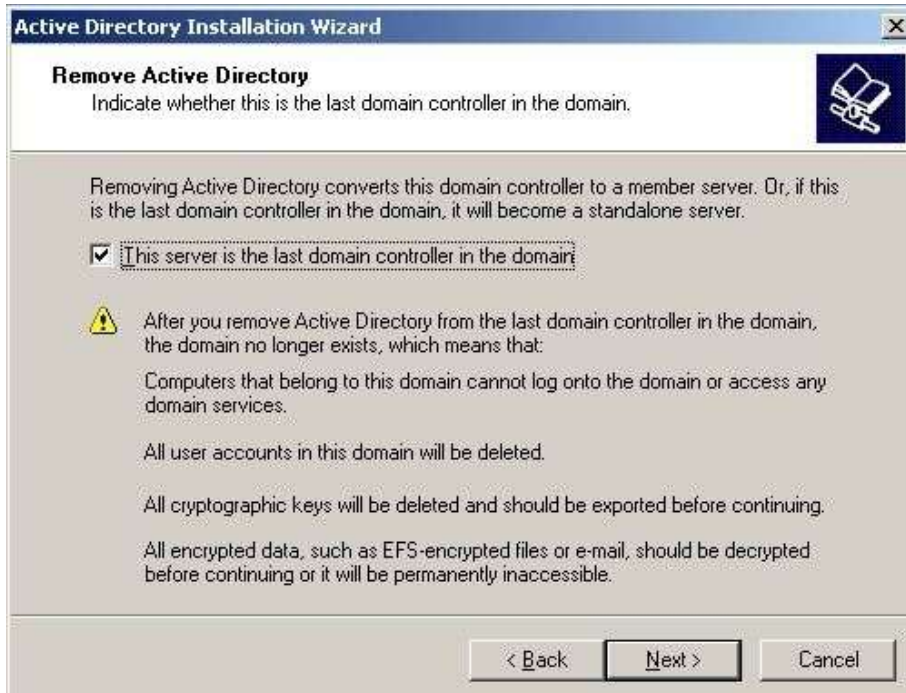 Active Directory Installation Wizard
Remove Active Directory
Indicate whether this is the last domain controller in the domain.
Removing Active Directory converts this domain controller to a member server. Or, if this
is the last domain controller in the domain, it will become a standalone server.
This server is the last domain controller in the domain
After you remove Active Directory from the last domain controller in the domain,
the domain no longer exists, which means that:
Computers that belong to this domain cannot log onto the domain or access any
domain services.
All user accounts in this domain will be deleted.
All cryptographic keys will be deleted and should be exported before continuing.
All encrypted data, such as EFS-encrypted files or e-mail, should be decrypted
before continuing or it will be permanently inaccessible.
< Back Next > Cancel